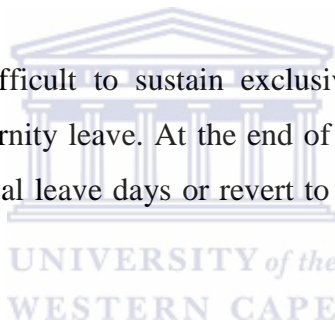 fficult to sustain exclusiv
rnity leave. At the end of
al leave days or revert to
UNIVERSITY of the
WESTERN CAPE